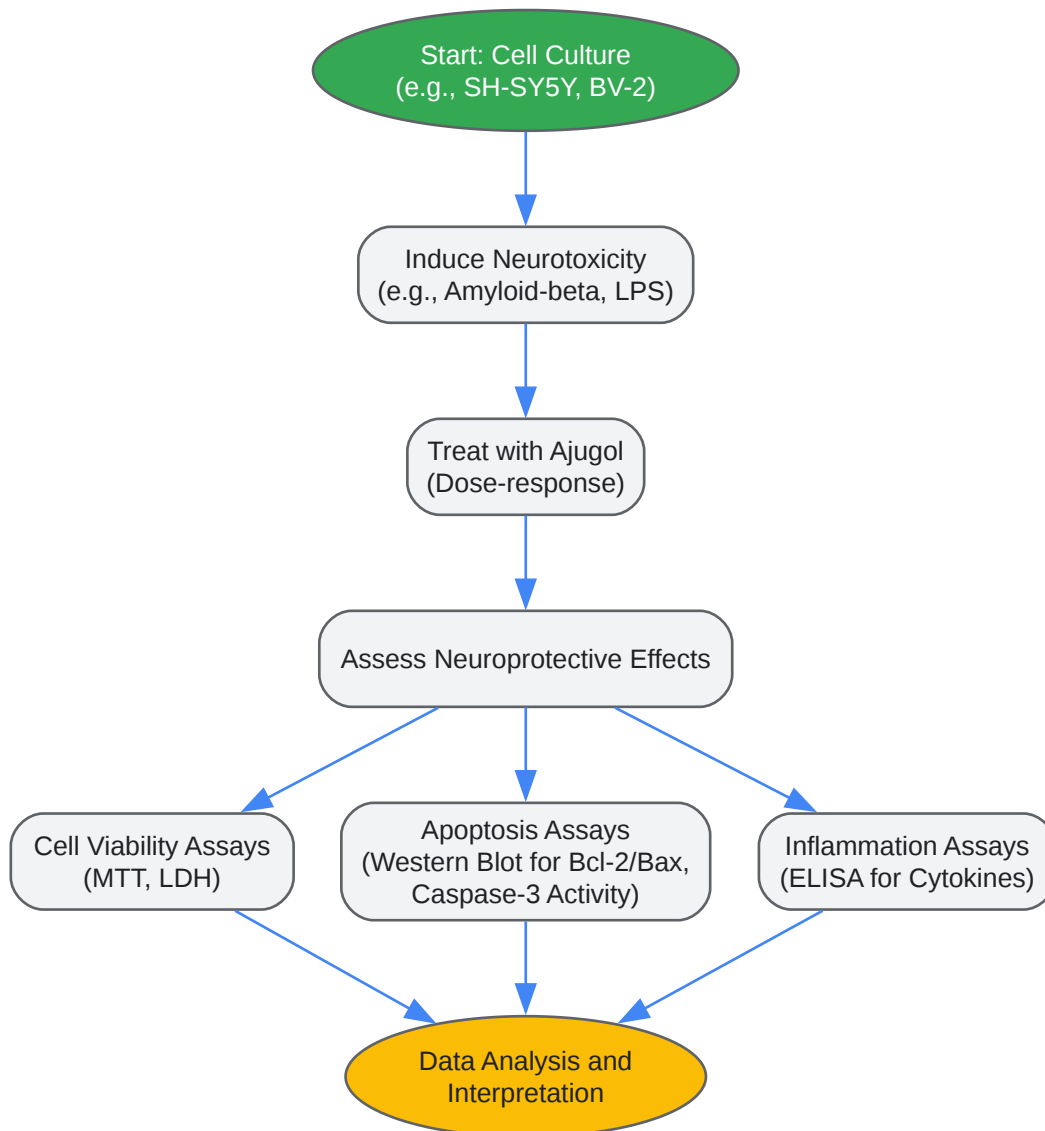 Start: Cell Culture
(e.g., SH-SY5Y, BV-2)
Induce Neurotoxicity
(e.g., Amyloid-beta, LPS)
Treat with Ajugol
(Dose-response)
Assess Neuroprotective Effects
Cell Viability Assays
(MTT, LDH)
Apoptosis Assays
(Western Blot for Bcl-2/Bax,
Caspase-3 Activity)
Inflammation Assays
(ELISA for Cytokines)
Data Analysis and
Interpretation